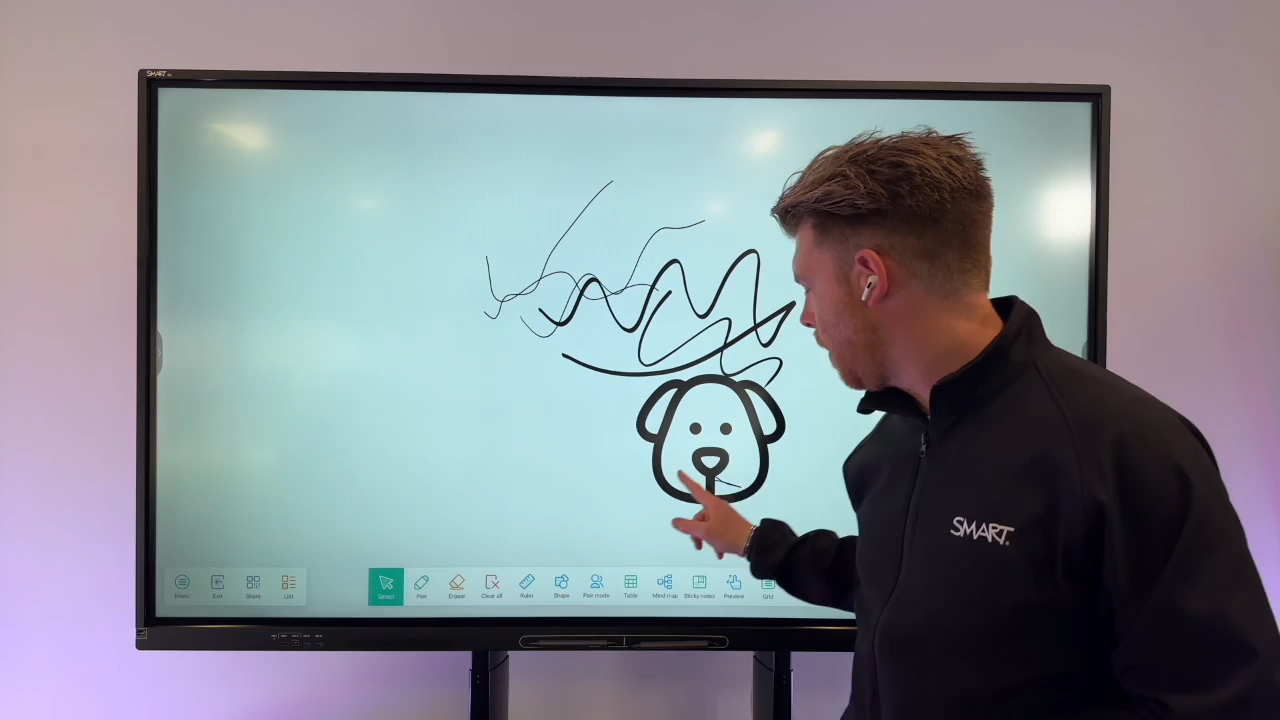 SMART
Menu Exit Share List Select Pen Eraser Clear all Ruler Shape Pair mode Table Mind map Sticky notes Preview Grid
SMART